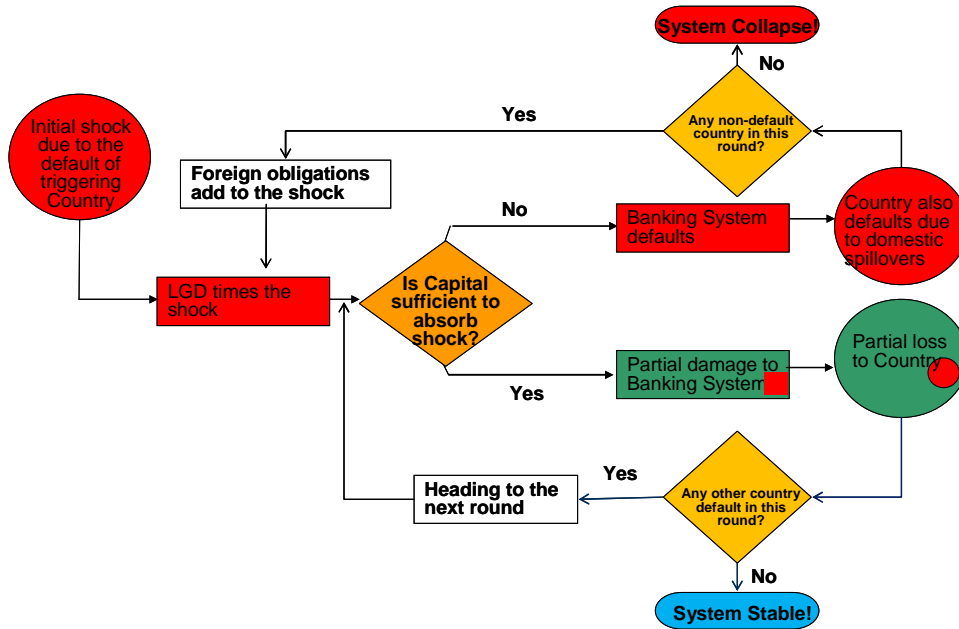 System Collapse!
No
Yes
Any non-default
country in this
round?
Initial shock
due to the
default of
triggering
Country
Foreign obligations
add to the shock
No
Banking System
defaults
Country also
defaults due
to domestic
spillovers
LGD times the
shock
Is Capital
sufficient to
absorb
shock?
Partial damage to
Banking System
Partial loss
to Country
Yes
Heading to the
next round
Yes
Any other country
default in this
round?
No
System Stable!